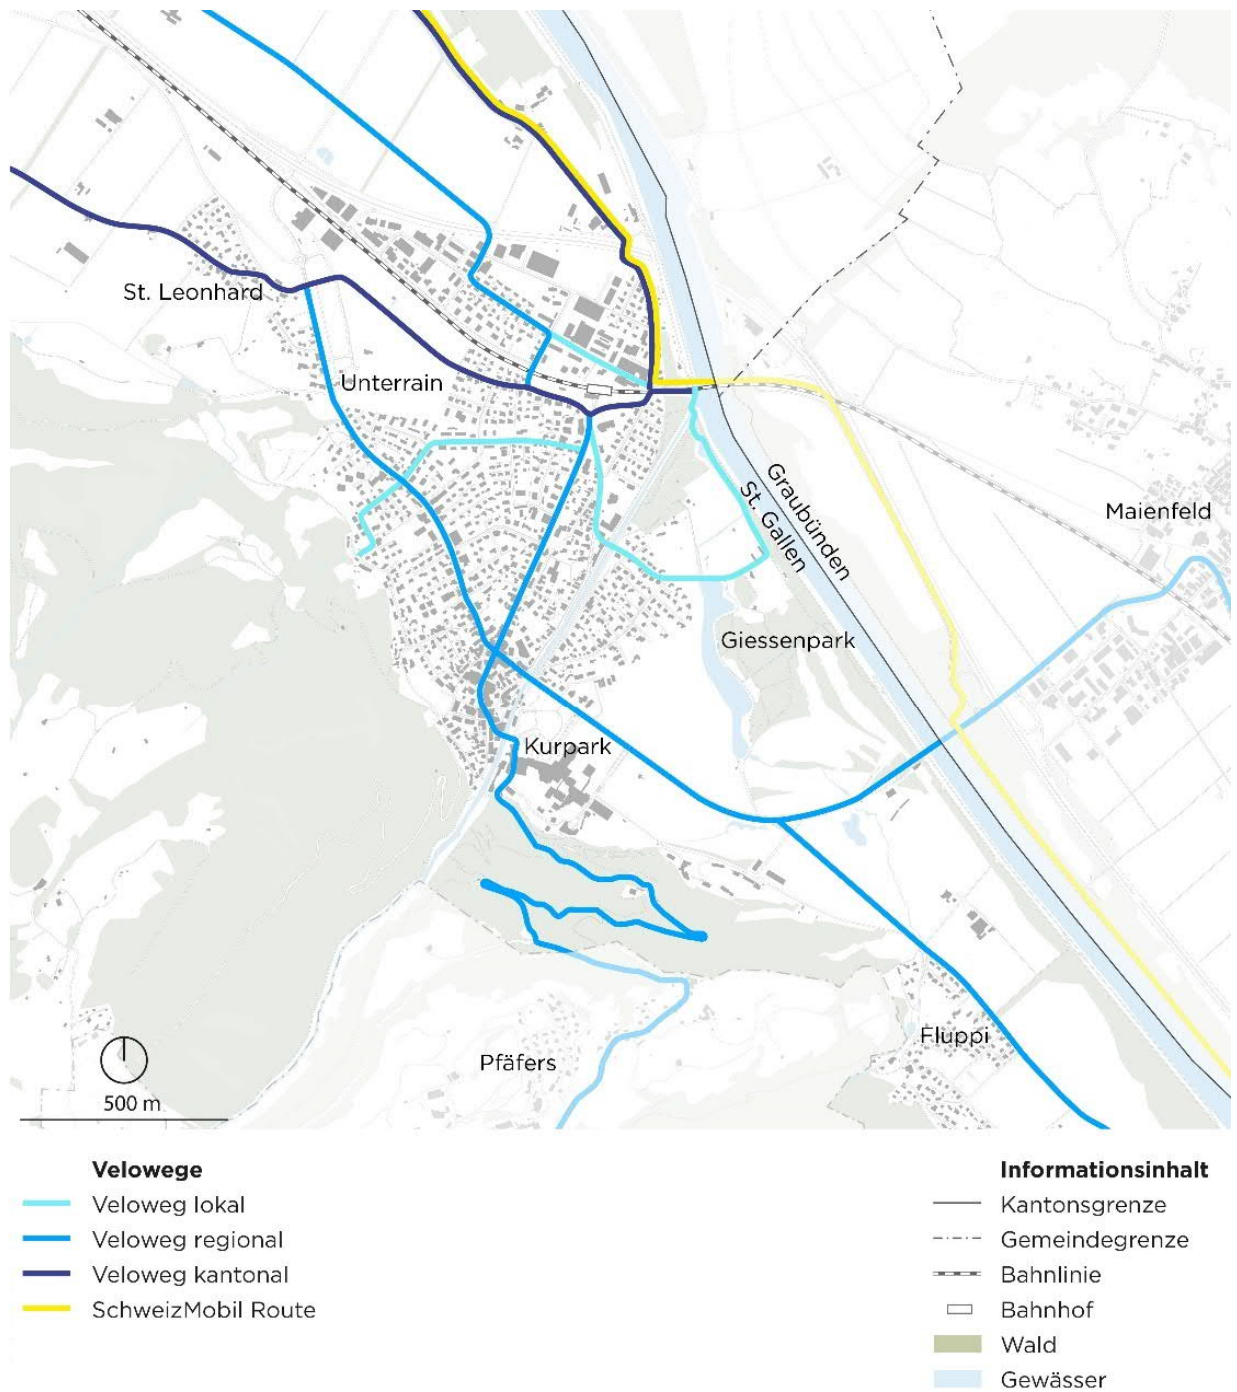 St. Leonhard
Unterrain
Graubünden
St. Gallen
Maienfeld
Giessenpark
Kurpark
Fluppi
Pfäfers
500 m
Velowege
Veloweg lokal
Veloweg regional
Veloweg kantonal
SchweizMobil Route
Informationsinhalt
Kantonsgrenze
Gemeindegrenze
Bahnlinie
Bahnhof
Wald
Gewässer